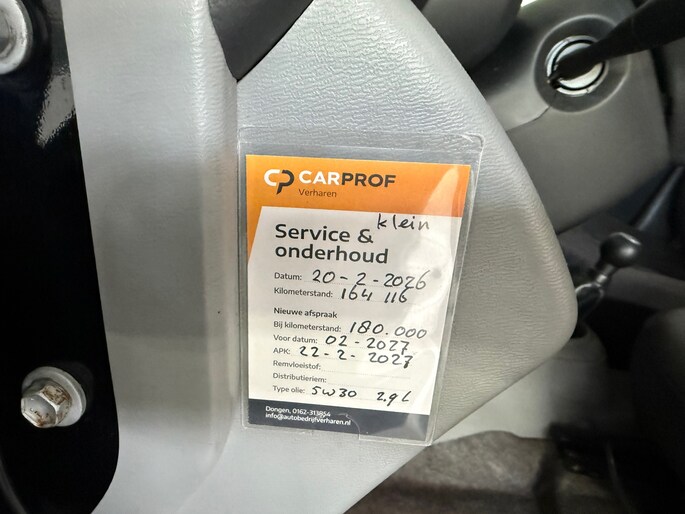 CARPROF
Verharen
klein
Service &
onderhoud
Datum: 20-2-2026
Kilometerstand: 164 116
Nieuwe afspraak
Bij kilometerstand: 180.000
Voor datum: 02-2027
APK: 22-2-2027
Remvloeistof:
Distributieriem:
Type olie: 5W30 2.9 L
Dongen, 0162-313854
info@autobedrijfverharen.nl